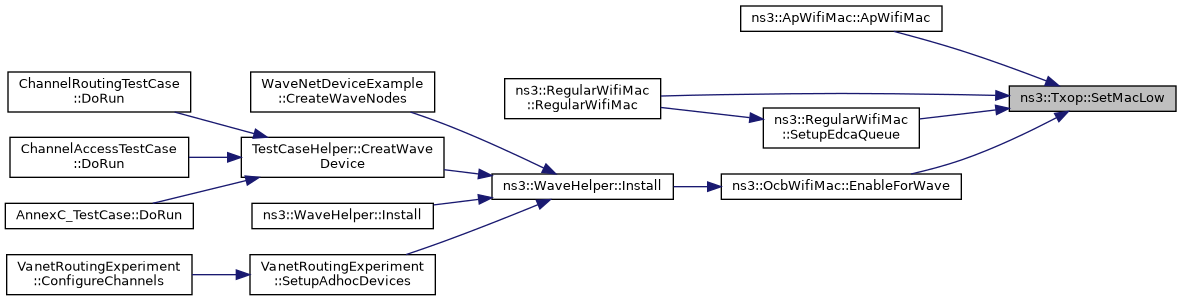 ns3::ApWifiMac::ApWifiMac
ChannelRoutingTestCase
::DoRun
WaveNetDeviceExample
::CreateWaveNodes
ns3::RegularWifiMac
::RegularWifiMac
ns3::Txop::SetMacLow
ns3::RegularWifiMac
::SetupEdcaQueue
ChannelAccessTestCase
::DoRun
TestCaseHelper::CreatWave
Device
ns3::WaveHelper::Install
ns3::OcbWifiMac::EnableForWave
AnnexC_TestCase::DoRun
ns3::WaveHelper::Install
VanetRoutingExperiment
::ConfigureChannels
VanetRoutingExperiment
::SetupAdhocDevices